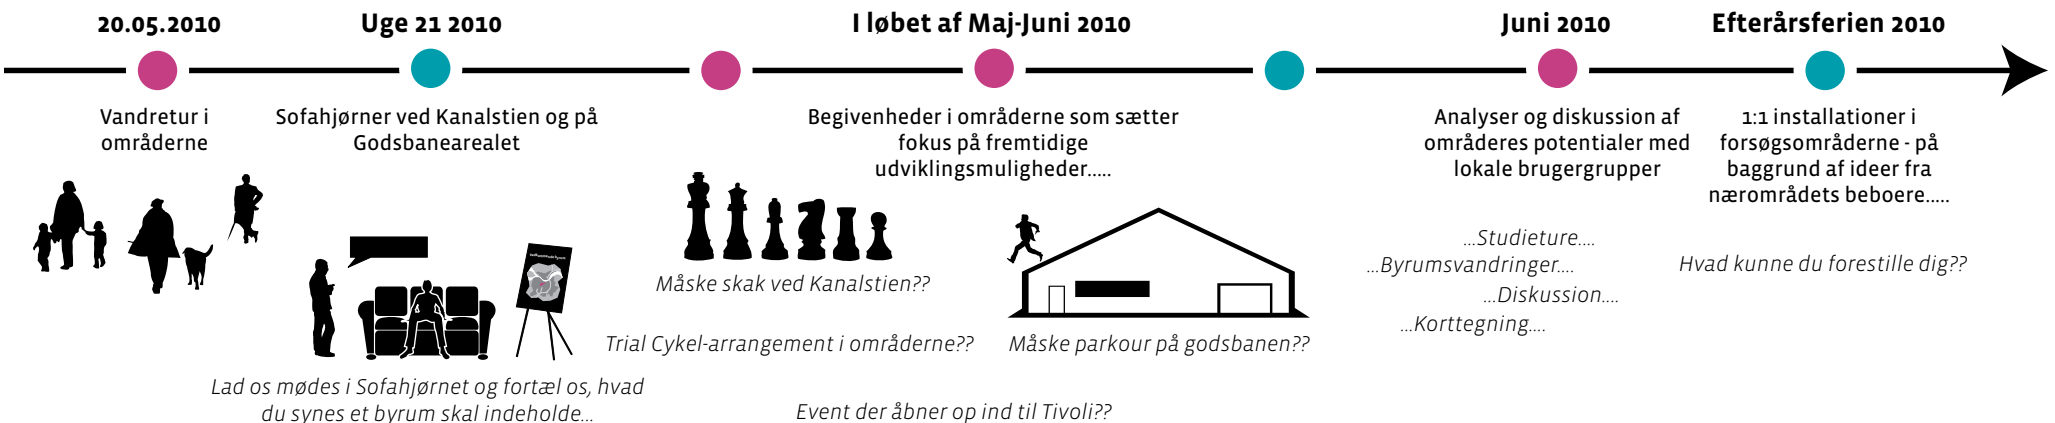 20.05.2010
Vandretur i
områderne
Uge 21 2010
Sofahjørner ved Kanalstien og på
Godsbanearealet
Lad os mødes i Sofahjørnet og fortæl os, hvad
du synes et byrum skal indeholde...
I løbet af Maj-Juni 2010
Begivenheder i områderne som sætter
fokus på fremtidige
udviklingsmuligheder.....
Måske skak ved Kanalstien??
Trial Cykel-arrangement i områderne??
Måske parkour på godsbanen??
Event der åbner op ind til Tivoli??
Juni 2010
Analyser og diskussion af
områderes potentialer med
lokale brugergrupper
...Studieture....
...Byrumsvandringer....
...Diskussion....
...Korttegning....
Efterårsferien 2010
1:1 installationer i
forsøgsområderne - på
baggrund af ideer fra
nærområdets beboere.....
Hvad kunne du forestille dig??